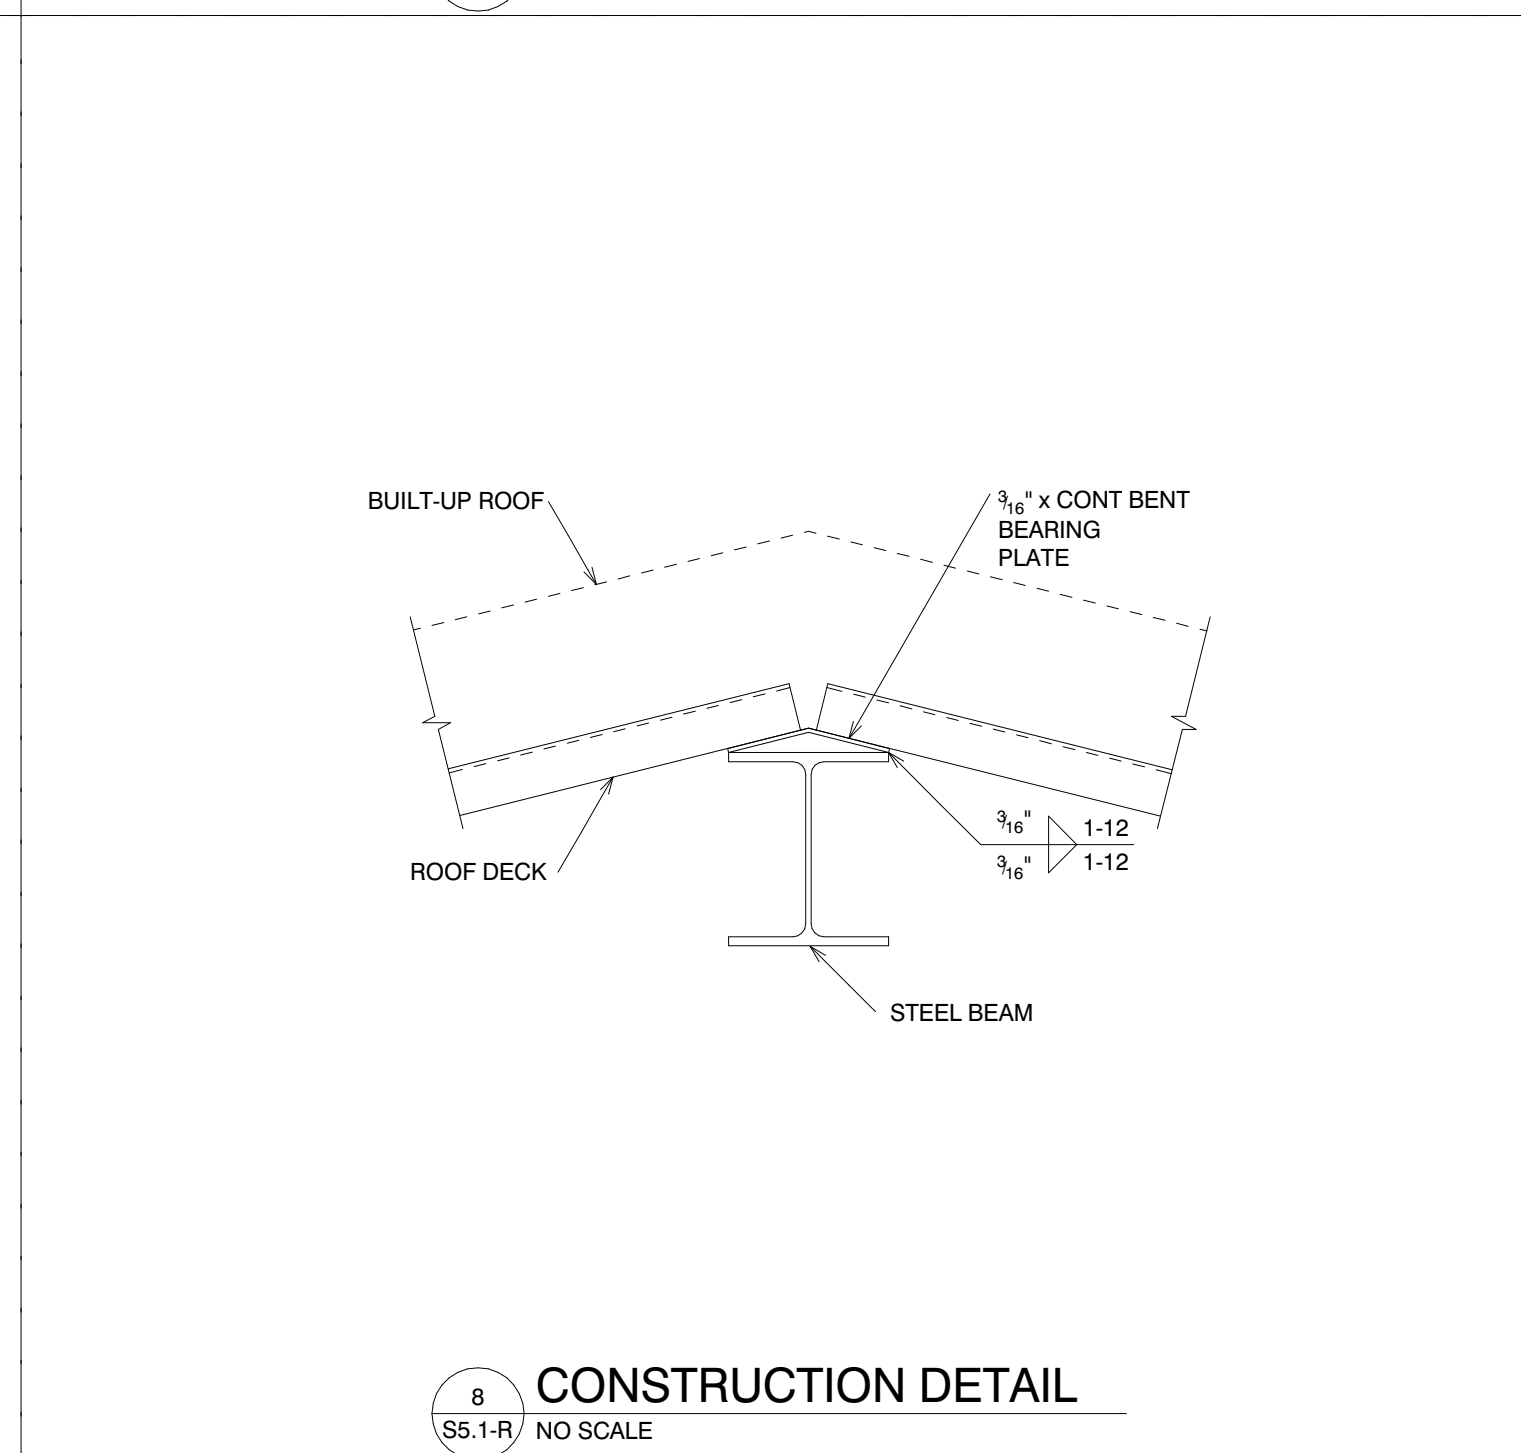 BUILT-UP ROOF
3/16" x CONT BENT
BEARING
PLATE
ROOF DECK
3/16" 1-12
3/16" 1-12
STEEL BEAM
8
S5.1-R
CONSTRUCTION DETAIL
NO SCALE